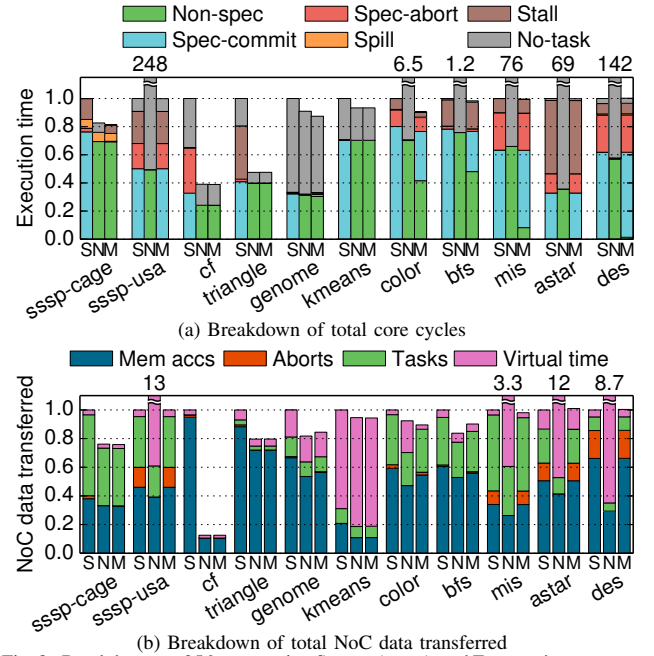 Non-spec Spec-abort Stall
Spec-commit Spill No-task
248 6.5 1.2 76 69 142
Execution time
1.0
0.8
0.6
0.4
0.2
0.0
SNM SNM SNM SNM SNM SNM SNM SNM SNM SNM SNM
sssp-cage sssp-usa cf triangle genome kmeans color bfs mis astar des
(a) Breakdown of total core cycles
Mem accs Aborts Tasks Virtual time
13 3.3 12 8.7
NoC data transferred
1.0
0.8
0.6
0.4
0.2
0.0
SNM SNM SNM SNM SNM SNM SNM SNM SNM SNM SNM
sssp-cage sssp-usa cf triangle genome kmeans color bfs mis astar des
(b) Breakdown of total NoC data transferred